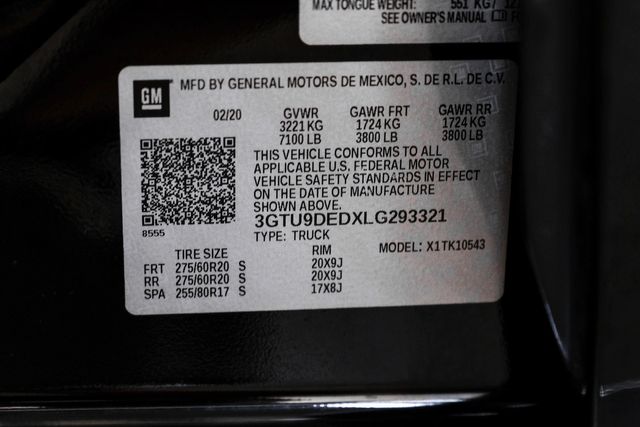 MAX TONGUE WEIGHT: 551 KG/
SEE OWNER'S MANUAL
GM
MFD BY GENERAL MOTORS DE MEXICO, S. DE R.L. DE C.V.
02/20 GVWR GAWR FRT GAWR RR
3221 KG 1724 KG 1724 KG
7100 LB 3800 LB 3800 LB
THIS VEHICLE CONFORMS TO ALL
APPLICABLE U.S. FEDERAL MOTOR
VEHICLE SAFETY STANDARDS IN EFFECT
ON THE DATE OF MANUFACTURE
SHOWN ABOVE.
8555 3GTU9DEDXLG293321
TYPE: TRUCK MODEL: X1TK10543
TIRE SIZE RIM
FRT 275/60R20 S 20X9J
RR 275/60R20 S 20X9J
SPA 255/80R17 S 17X8J